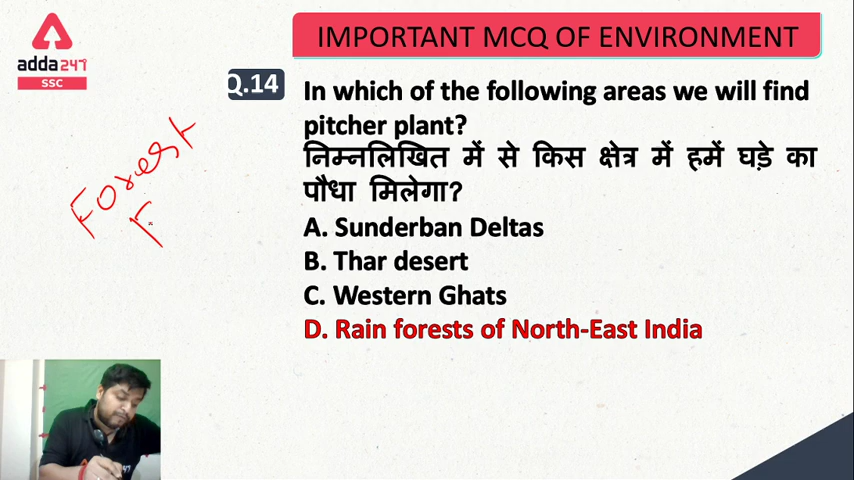 adda247
SSC
IMPORTANT MCQ OF ENVIRONMENT
Q.14
In which of the following areas we will find
pitcher plant?
निम्नलिखित में से किस क्षेत्र में हमें घड़े का
पौधा मिलेगा?
A. Sunderban Deltas
B. Thar desert
C. Western Ghats
D. Rain forests of North-East India
Forest
F